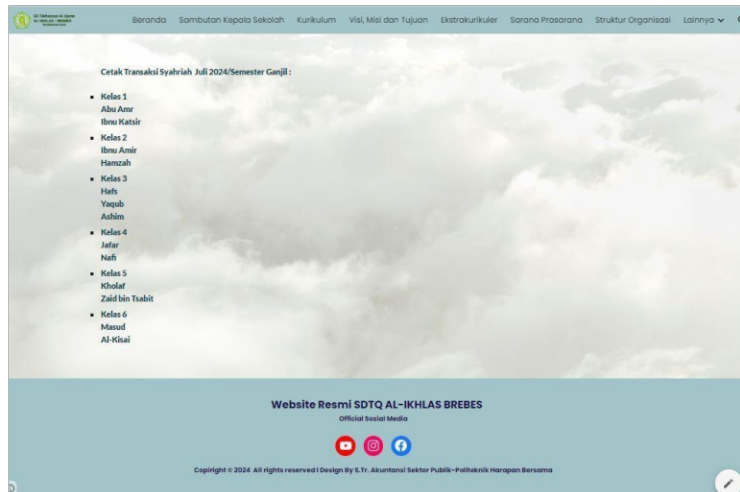 Beranda
Sambutan Kepala Sekolah
Kurikulum
Visi, Misi dan Tujuan
Ekstrakurikuler
Sarana Prasarana
Struktur Organisasi
Lainnya
Cetak Transaksi Syahriah Juli 2024/Semester Ganjil :
Kelas 1
Abu Amr
Ibnu Katsir
Kelas 2
Ibnu Amir
Hamzah
Kelas 3
Hafs
Yaqub
Ashim
Kelas 4
Jafar
Nafi
Kelas 5
Kholaf
Zaid bin Tsabit
Kelas 6
Masud
Al-Kisai
Website Resmi SDTQ AL-IKHLAS BREBES
Official Sosial Media
Copiright © 2024 All rights reserved I Design By S.Tr. Akuntansi Sektor Publik-Politeknik Harapan Bersama